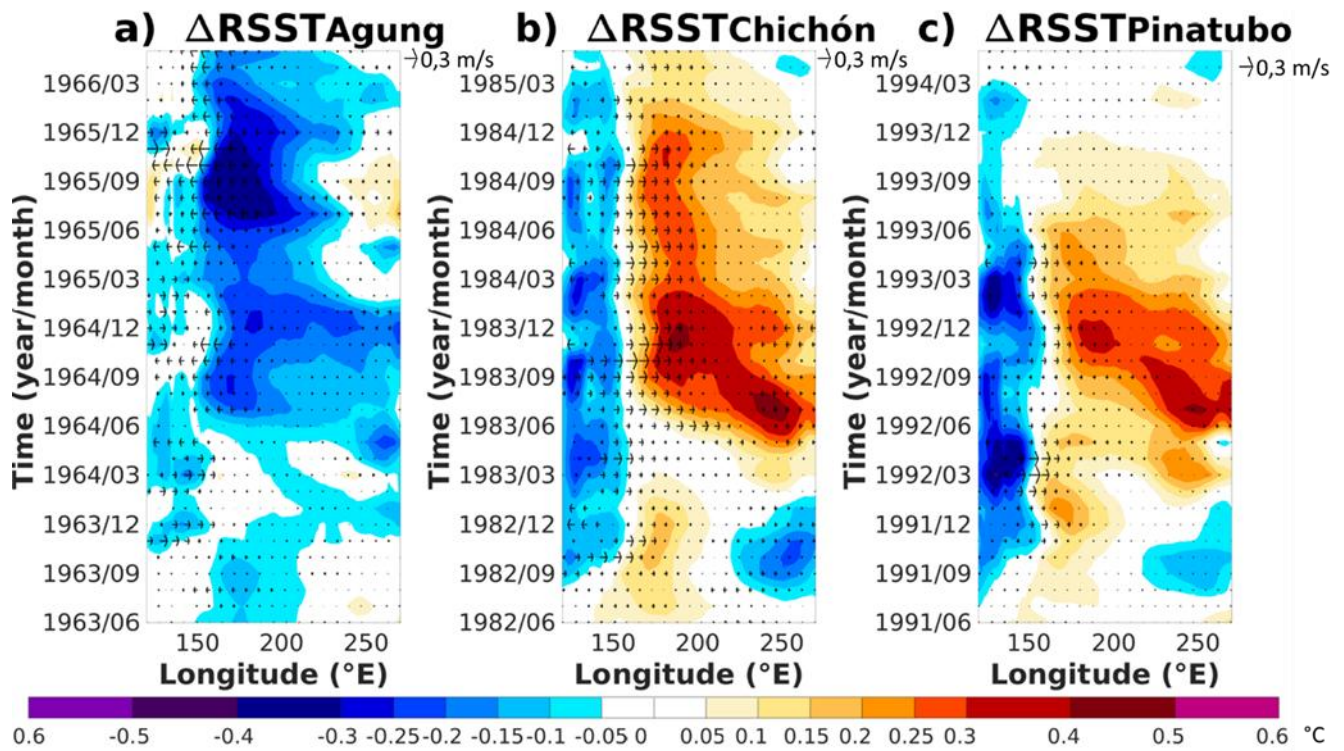 a) ΔRSSTAgung
→0,3 m/s
1966/03
1965/12
1965/09
1965/06
1965/03
1964/12
1964/09
1964/06
1964/03
1963/12
1963/09
1963/06
Time (year/month)
150 200 250
Longitude (°E)
b) ΔRSSTChichón
→0,3 m/s
1985/03
1984/12
1984/09
1984/06
1984/03
1983/12
1983/09
1983/06
1983/03
1982/12
1982/09
1982/06
Time (year/month)
150 200 250
Longitude (°E)
c) ΔRSSTPinatubo
→0,3 m/s
1994/03
1993/12
1993/09
1993/06
1993/03
1992/12
1992/09
1992/06
1992/03
1991/12
1991/09
1991/06
Time (year/month)
150 200 250
Longitude (°E)
0.6 -0.5 -0.4 -0.3 -0.25 -0.2 -0.15 -0.1 -0.05 0 0.05 0.1 0.15 0.2 0.25 0.3 0.4 0.5 0.6 °C